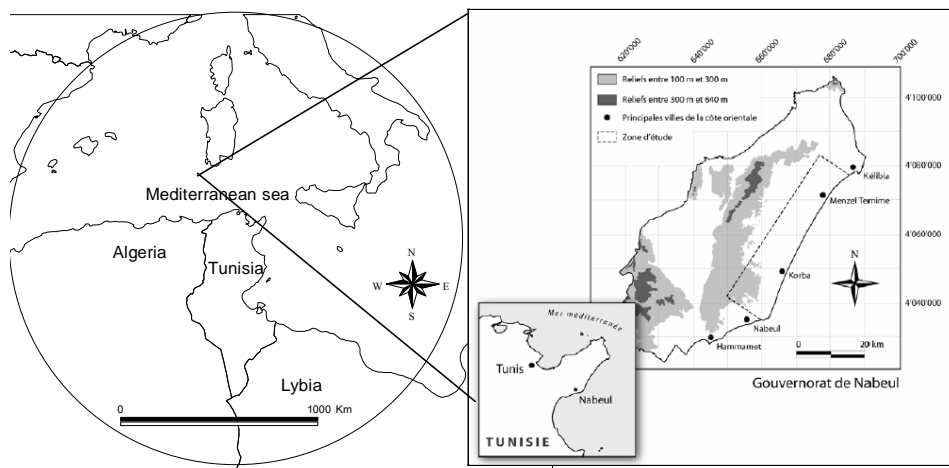 Mediterranean sea
Algeria
Tunisia
Lybia
N
W
E
S
0
1000 Km
620'000
640'000
660'000
680'000
700'000
Reliefs entre 100 m et 300 m
Reliefs entre 300 m et 640 m
Principales villes de la côte orientale
Zone d'étude
4'100'000
4'080'000
4'060'000
4'040'000
Kélibia
Menzel Temime
Korba
Nabeul
Hammamet
N
0
20 km
Gouvernorat de Nabeul
Mer méditerranée
Tunis
Nabeul
TUNISIE